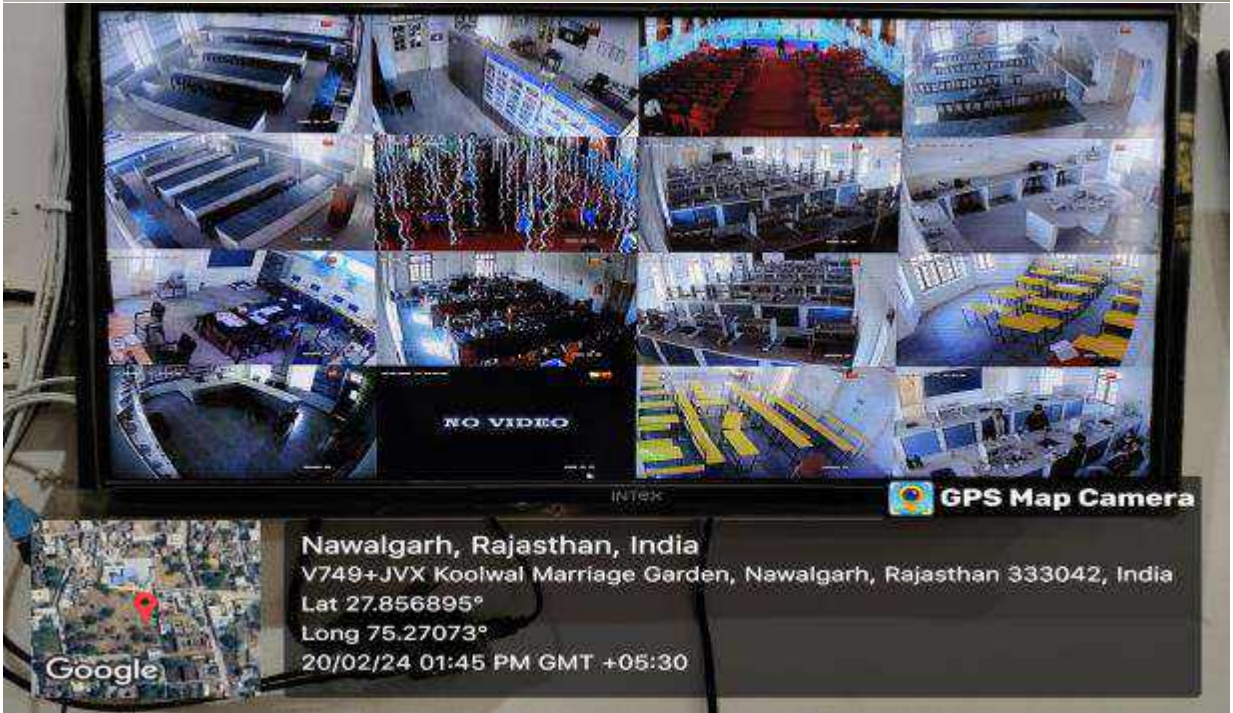 NO VIDEO
INTEX
GPS Map Camera
Nawalgarh, Rajasthan, India
V749+JVX Koolwal Marriage Garden, Nawalgarh, Rajasthan 333042, India
Lat 27.856895°
Long 75.27073°
20/02/24 01:45 PM GMT +05:30
Google